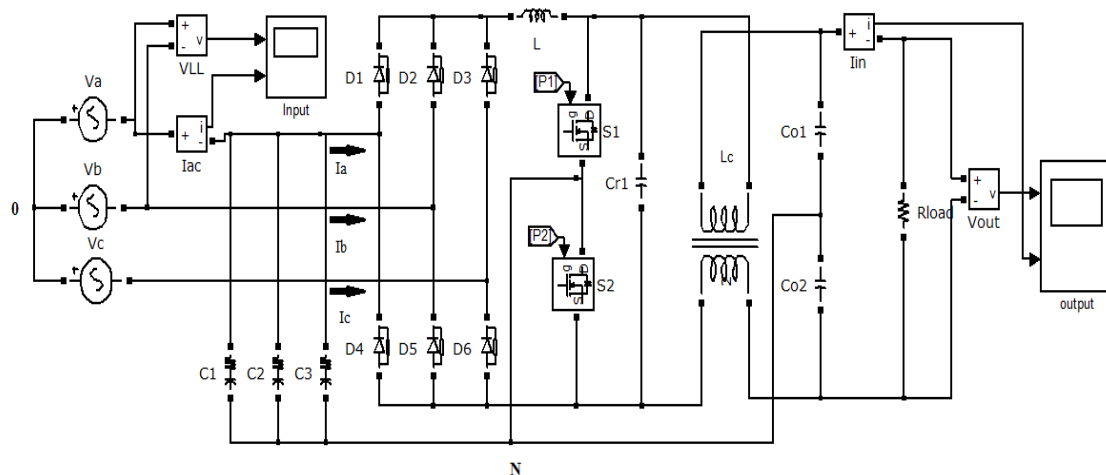 Va
+
-
v
VLL
Input
+
i
-
Iac
Vb
Vc
0
+
+
+
Ia
Ib
Ic
C1
C2
C3
D1
D2
D3
D4
D5
D6
L
[P1]
g
D
S
S1
[P2]
g
D
S
S2
Cr1
Lc
2
Co1
Co2
+
i
-
Iin
Rload
+
-
v
Vout
output
N